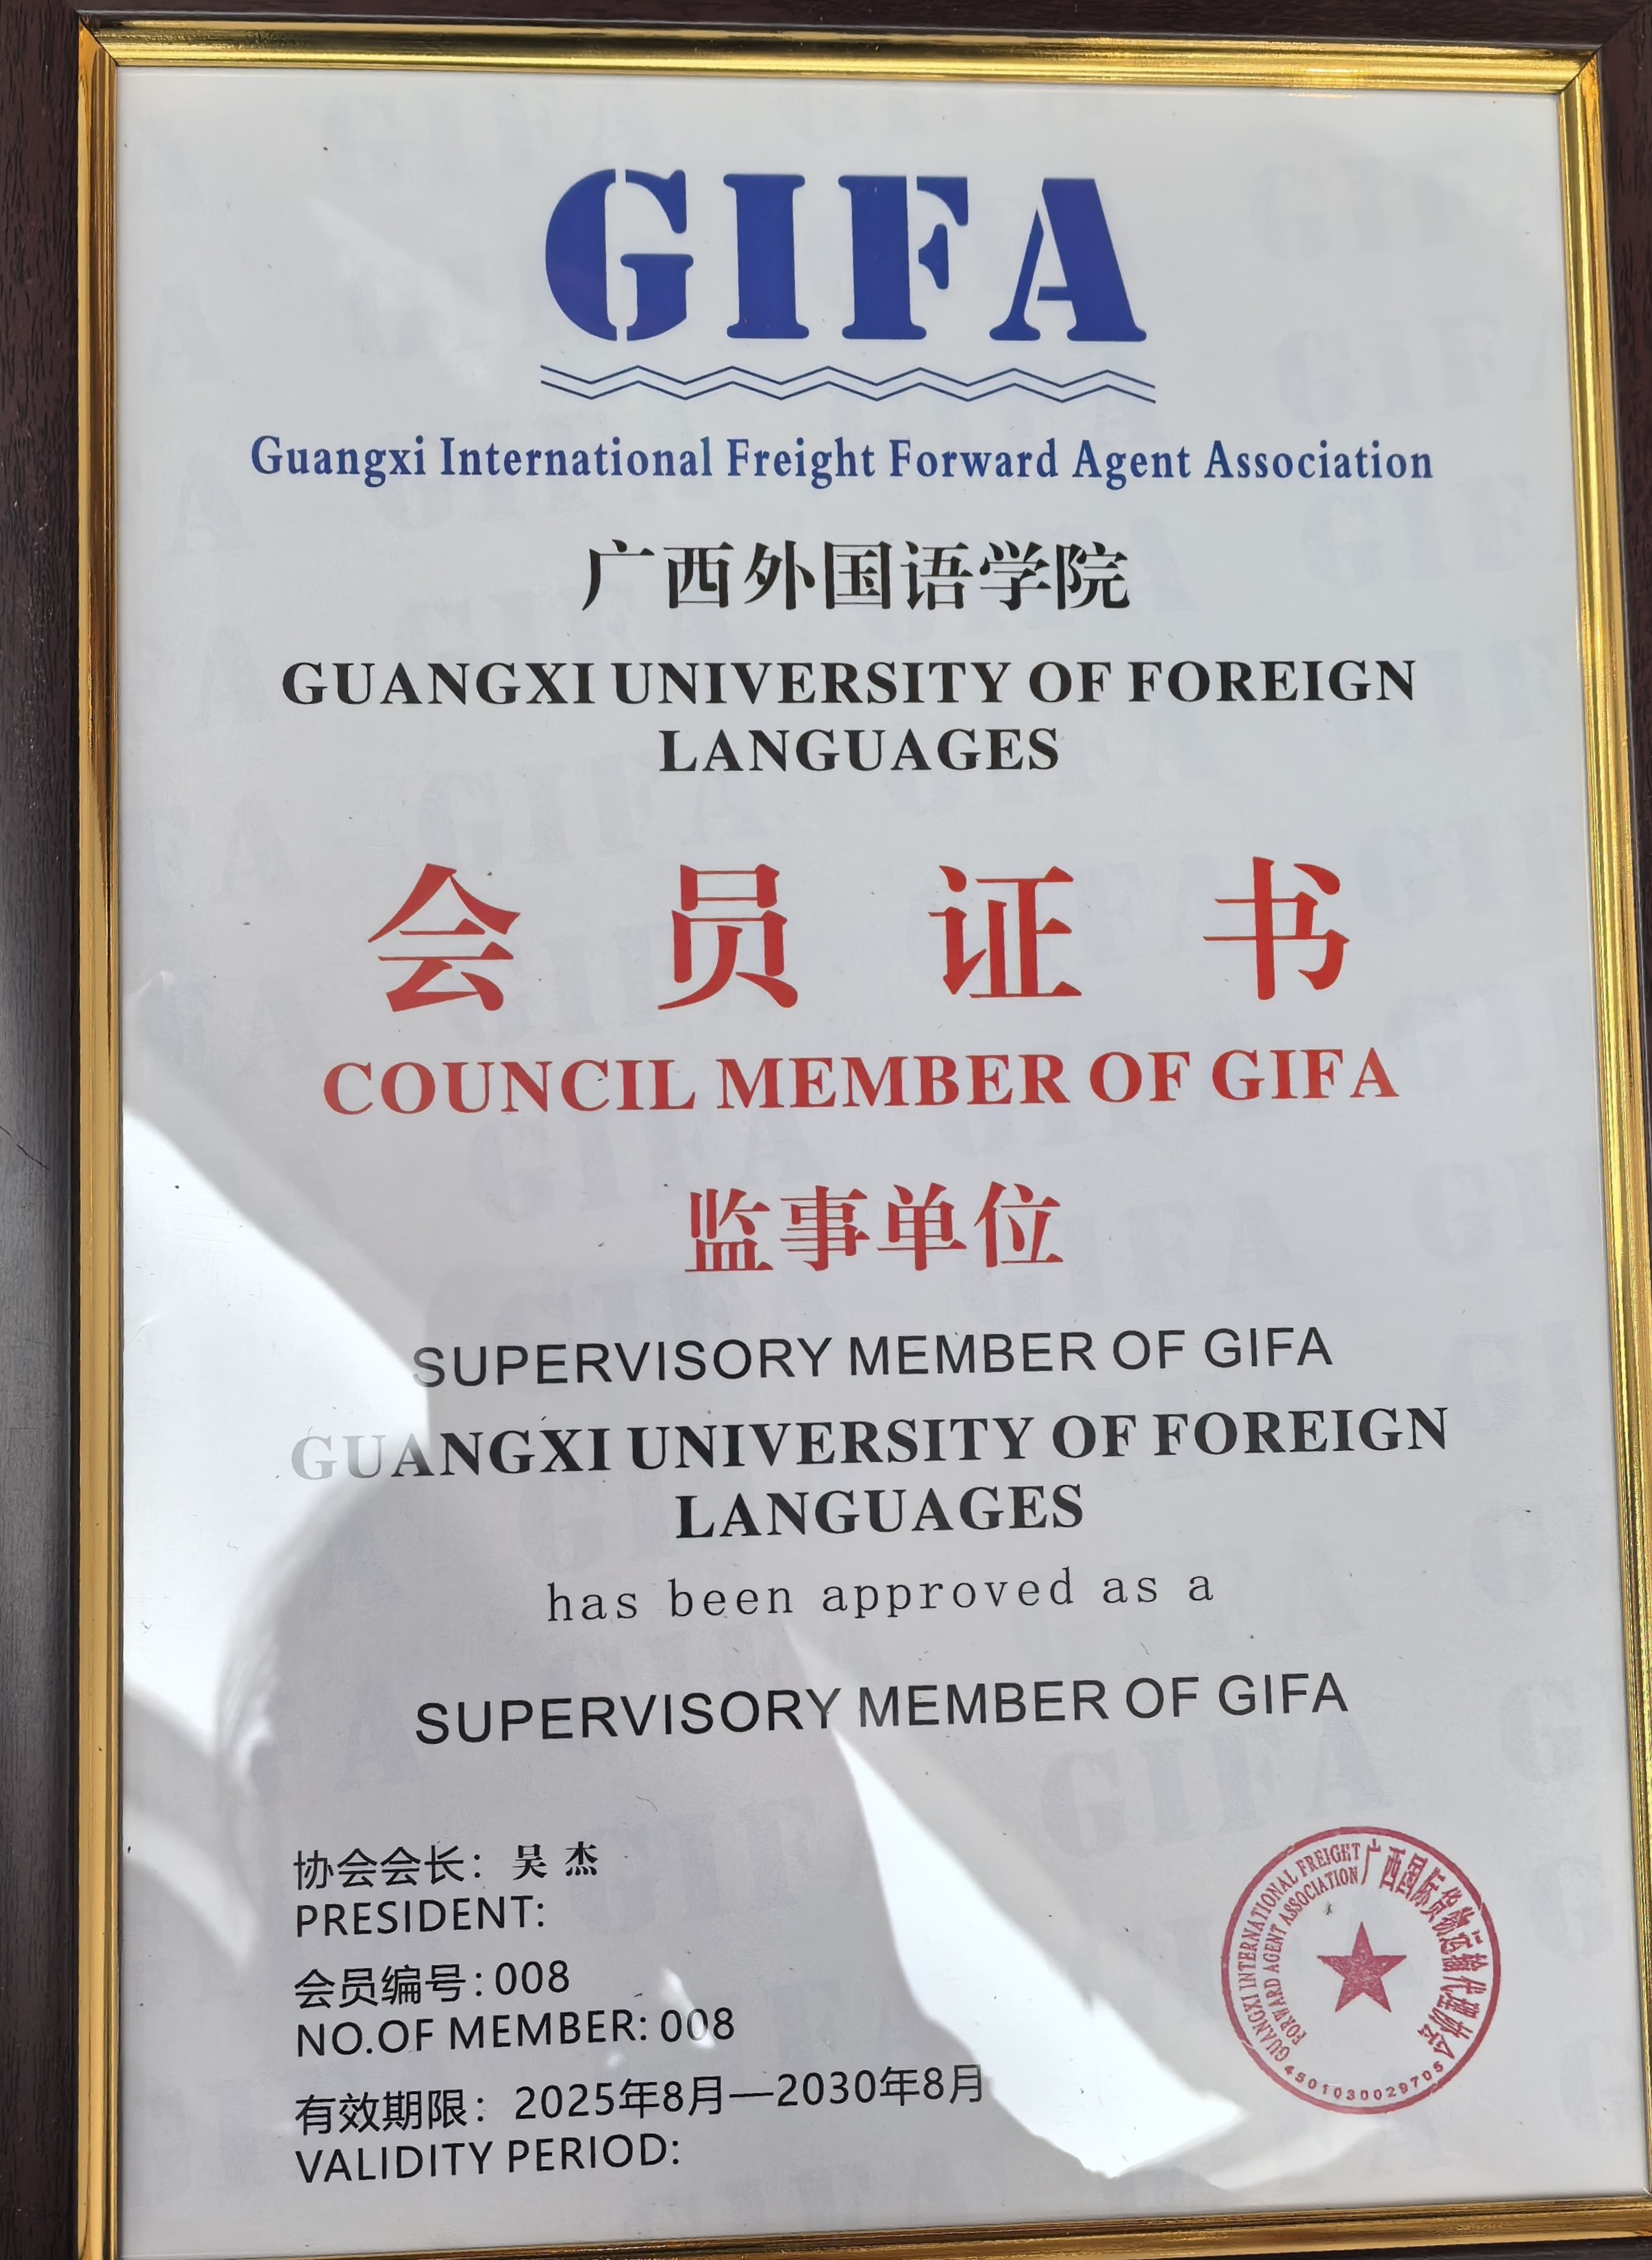 GIFA
Guangxi International Freight Forward Agent Association
广西外国语学院
GUANGXI UNIVERSITY OF FOREIGN
LANGUAGES
会员证书
COUNCIL MEMBER OF GIFA
监事单位
SUPERVISORY MEMBER OF GIFA
GUANGXI UNIVERSITY OF FOREIGN
LANGUAGES
has been approved as a
SUPERVISORY MEMBER OF GIFA
协会会长：吴 杰
PRESIDENT:
会员编号:008
NO.OF MEMBER: 008
有效期限：2025年8月—2030年8月
VALIDITY PERIOD:
GUANGXI INTERNATIONAL FREIGHT
FORWARD AGENT ASSOCIATION
广西国际货物运输代理协会
4501030029705